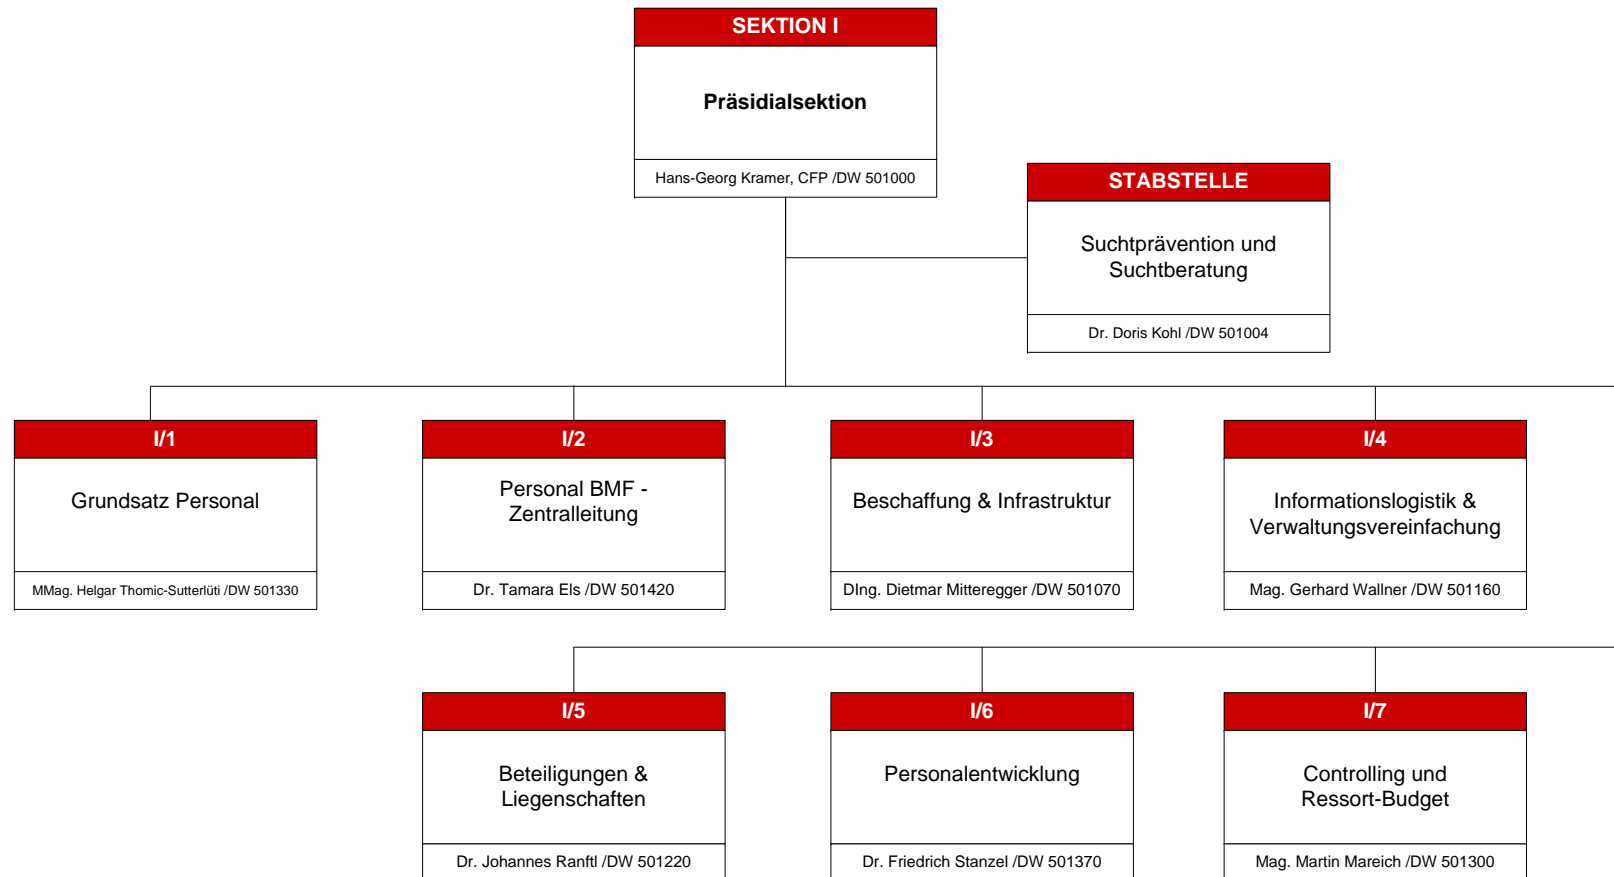 SEKTION I
Präsidialsektion
Hans-Georg Kramer, CFP /DW 501000
STABSTELLE
Suchtprävention und
Suchtberatung
Dr. Doris Kohl /DW 501004
I/1
Grundsatz Personal
MMag. Helgar Thomic-Sutterlüti /DW 501330
I/2
Personal BMF -
Zentralleitung
Dr. Tamara Els /DW 501420
I/3
Beschaffung & Infrastruktur
DIng. Dietmar Mitteregger /DW 501070
I/4
Informationslogistik &
Verwaltungsvereinfachung
Mag. Gerhard Wallner /DW 501160
I/5
Beteiligungen &
Liegenschaften
Dr. Johannes Ranftl /DW 501220
I/6
Personalentwicklung
Dr. Friedrich Stanzel /DW 501370
I/7
Controlling und
Ressort-Budget
Mag. Martin Mareich /DW 501300